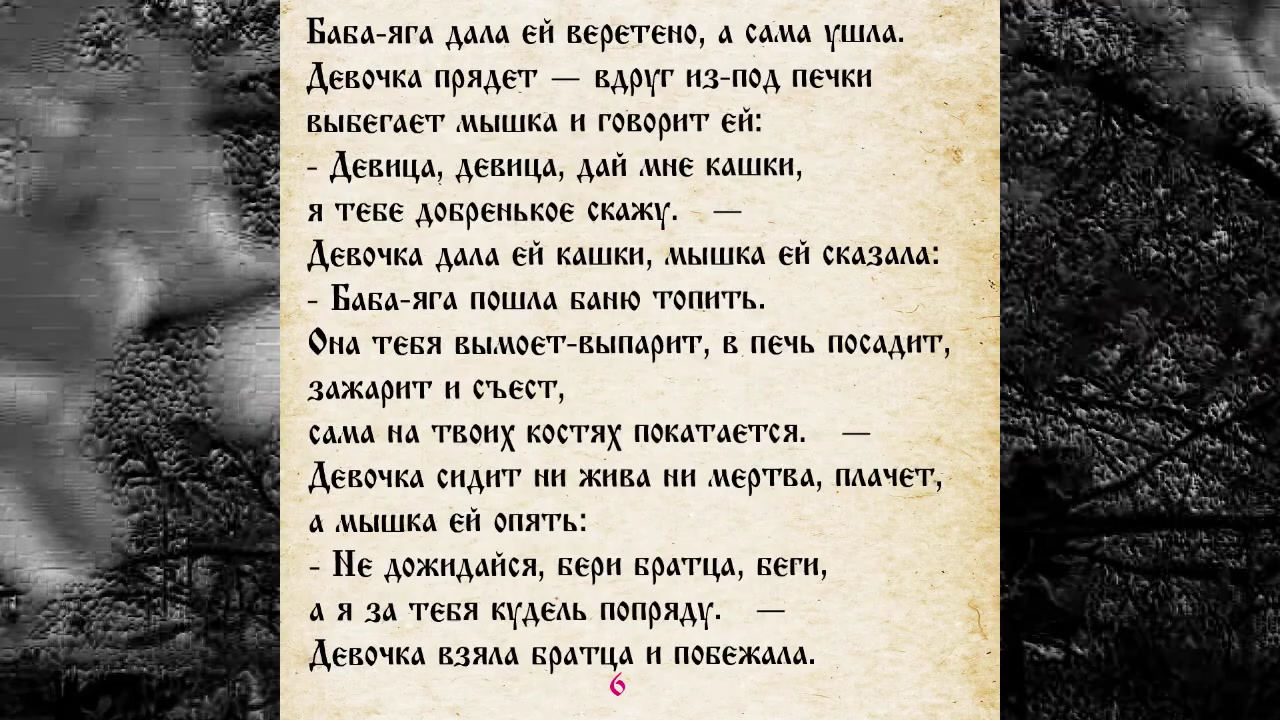 Баба-яга дала ей веретено, а сама ушла.
Девочка прядет — вдруг из-под печки
выбегает мышка и говорит ей:
- Девица, девица, дай мне кашки,
я тебе добренькое скажу. —
Девочка дала ей кашки, мышка ей сказала:
- Баба-яга пошла баню топить.
Она тебя вымоет-выпарит, в печь посадит,
зажарит и съест,
сама на твоих костях покатается. —
Девочка сидит ни жива ни мертва, плачет,
а мышка ей опять:
- Не дожидайся, бери братца, беги,
а я за тебя кудель попряду. —
Девочка взяла братца и побежала.
6